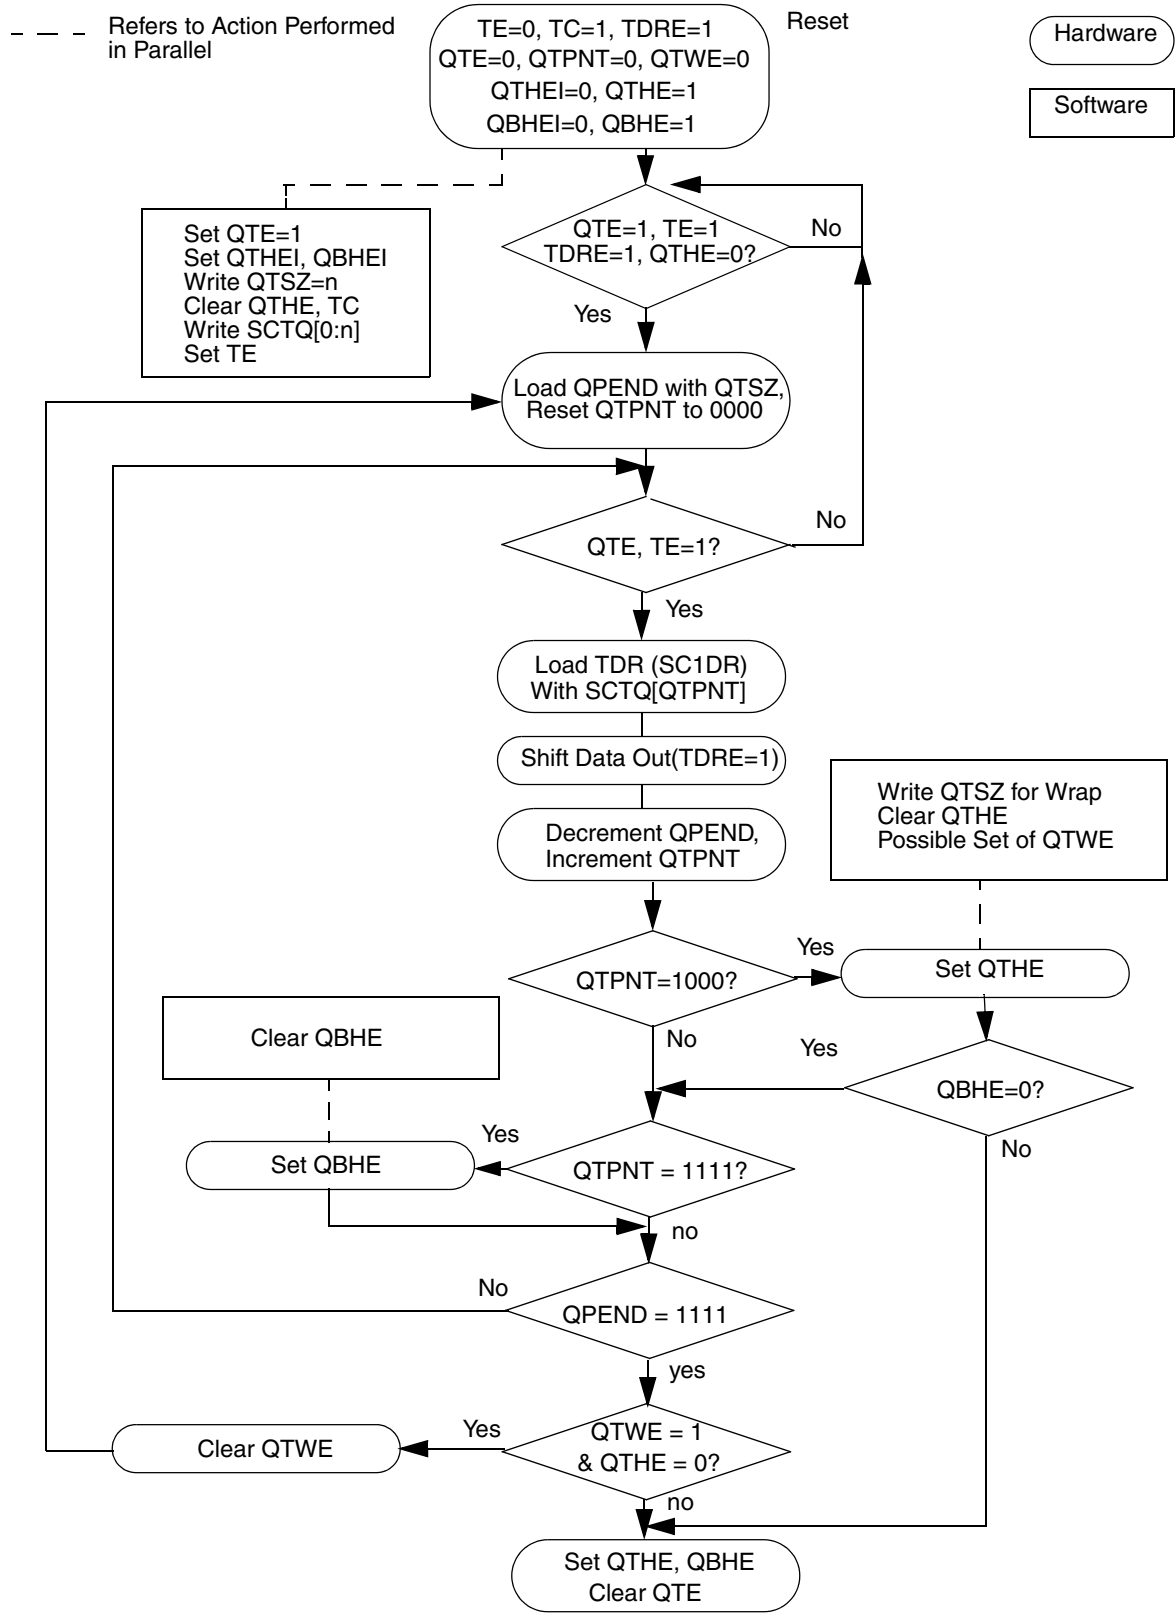 Refers to Action Performed
in Parallel
TE=0, TC=1, TDRE=1
QTE=0, QTPNT=0, QTWE=0
QTHEI=0, QTHE=1
QBHEI=0, QBHE=1
Reset
Hardware
Software
Set QTE=1
Set QTHEI, QBHEI
Write QTSZ=n
Clear QTHE, TC
Write SCTQ[0:n]
Set TE
QTE=1, TE=1
TDRE=1, QTHE=0?
No
Yes
Load QPEND with QTSZ,
Reset QTPNT to 0000
QTE, TE=1?
No
Yes
Load TDR (SC1DR)
With SCTQ[QTPNT]
Shift Data Out(TDRE=1)
Decrement QPEND,
Increment QTPNT
Write QTSZ for Wrap
Clear QTHE
Possible Set of QTWE
QTPNT=1000?
Yes
Set QTHE
No
Clear QBHE
Yes
QBHE=0?
No
Yes
Set QBHE
QTPNT = 1111?
no
No
QPEND = 1111
yes
Clear QTWE
Yes
QTWE = 1
& QTHE = 0?
no
Set QTHE, QBHE
Clear QTE